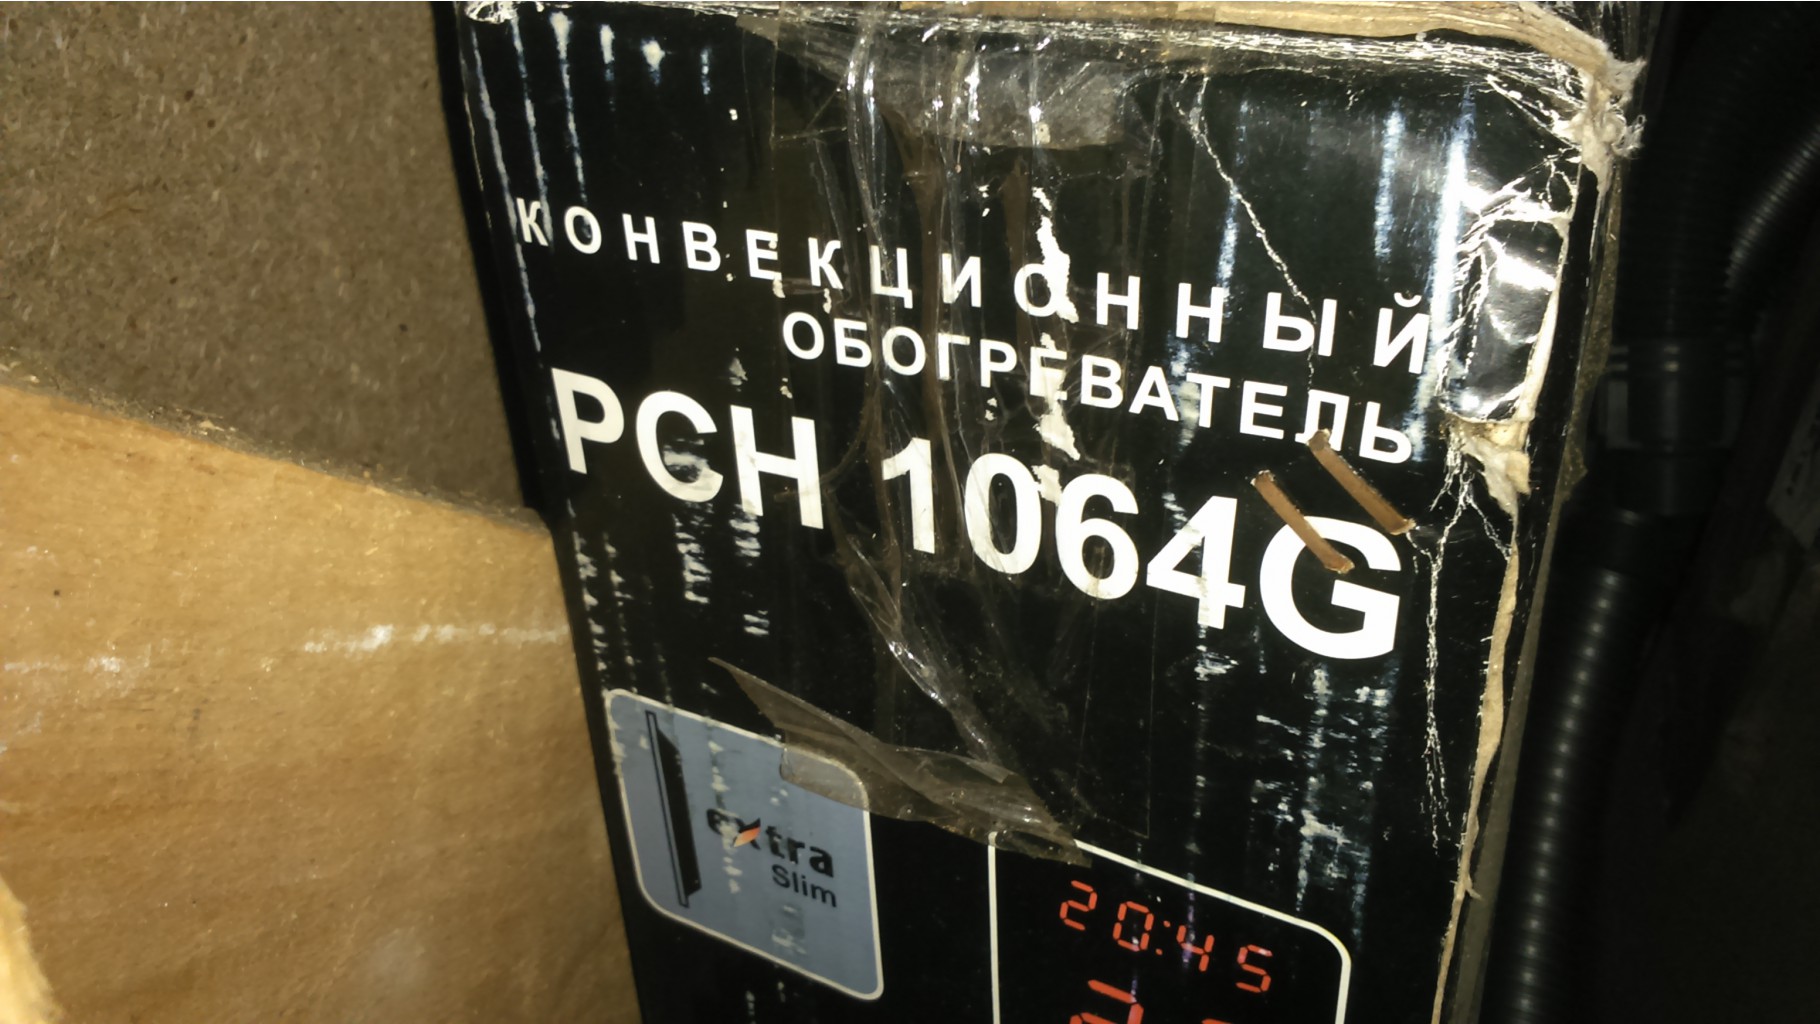 КОНВЕКЦИОННЫЙ
ОБОГРЕВАТЕЛЬ
PCH 1064G
extra
Slim
20:45